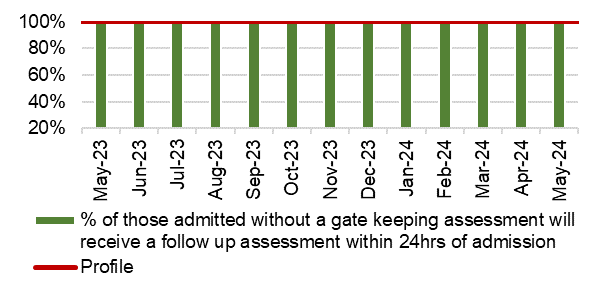 100%
80%
60%
40%
20%
May-23
Jun-23
Jul-23
Aug-23
Sep-23
Oct-23
Nov-23
Dec-23
Jan-24
Feb-24
Mar-24
Apr-24
May-24
% of those admitted without a gate keeping assessment will
receive a follow up assessment within 24hrs of admission
Profile